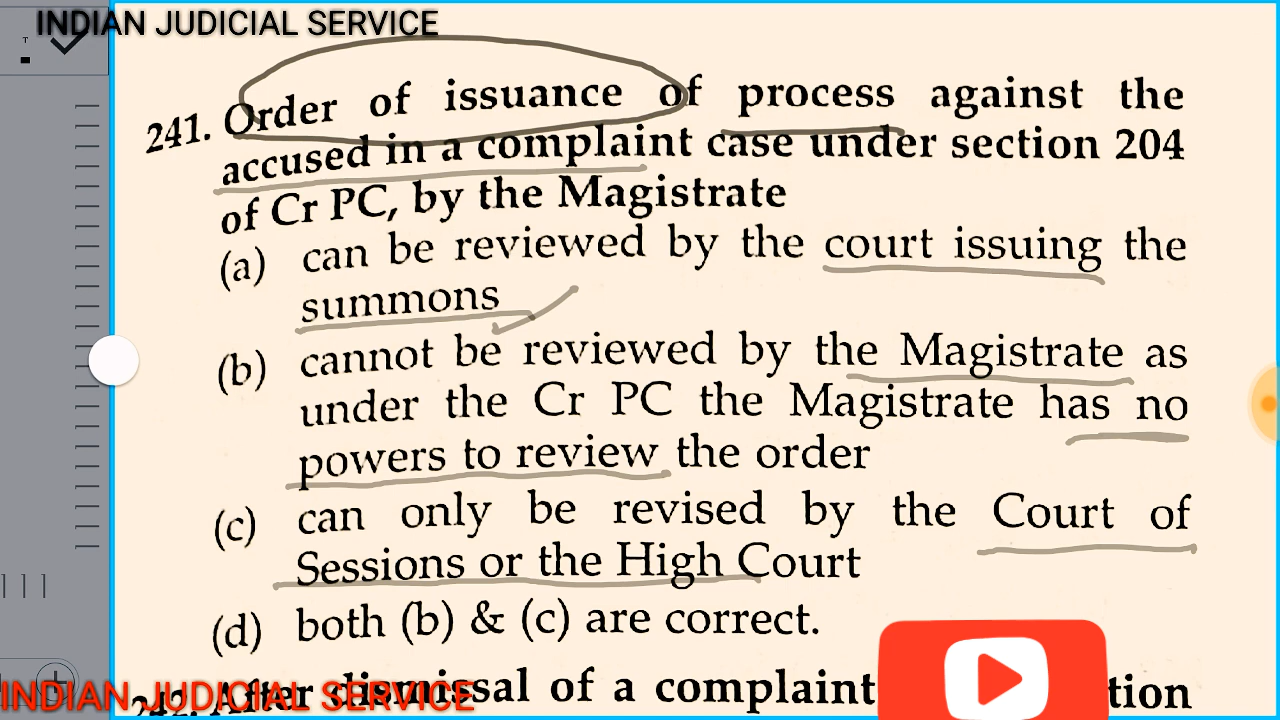 INDIAN JUDICIAL SERVICE
T
241. Order of issuance of process against the
accused in a complaint case under section 204
of Cr PC, by the Magistrate
(a) can be reviewed by the court issuing the
summons
(b) cannot be reviewed by the Magistrate as
under the Cr PC the Magistrate has no
powers to review the order
(c) can only be revised by the Court of
Sessions or the High Court
(d) both (b) & (c) are correct.
242. After dismissal of a complaint tion
INDIAN JUDICIAL SERVICE